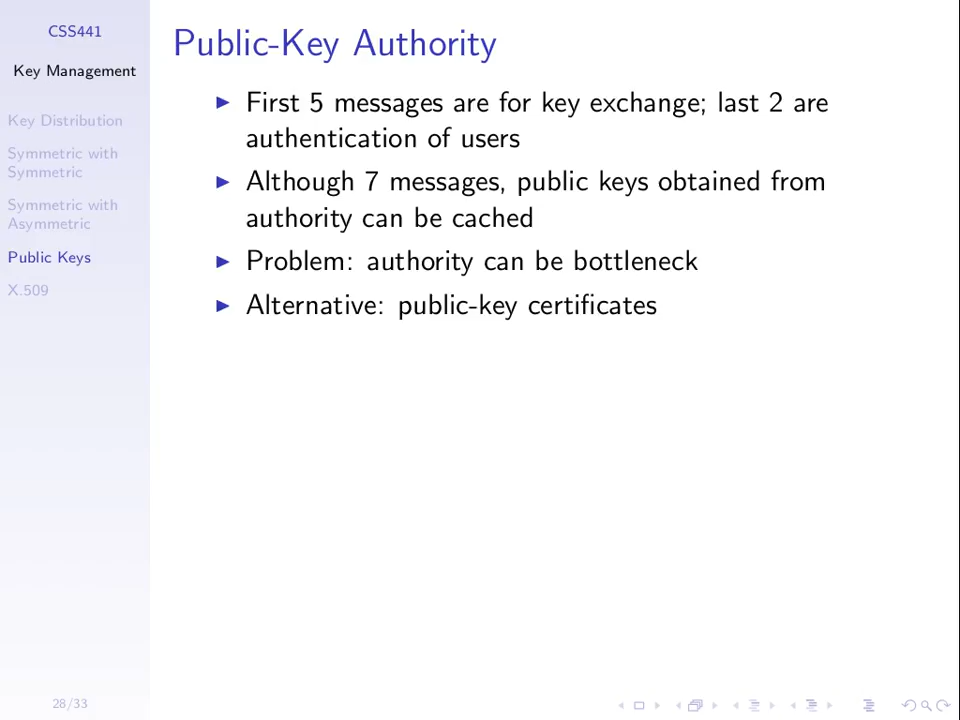 CSS441
Key Management
Key Distribution
Symmetric with
Symmetric
Symmetric with
Asymmetric
Public Keys
X.509
28/33
Public-Key Authority
First 5 messages are for key exchange; last 2 are
authentication of users
Although 7 messages, public keys obtained from
authority can be cached
Problem: authority can be bottleneck
Alternative: public-key certificates